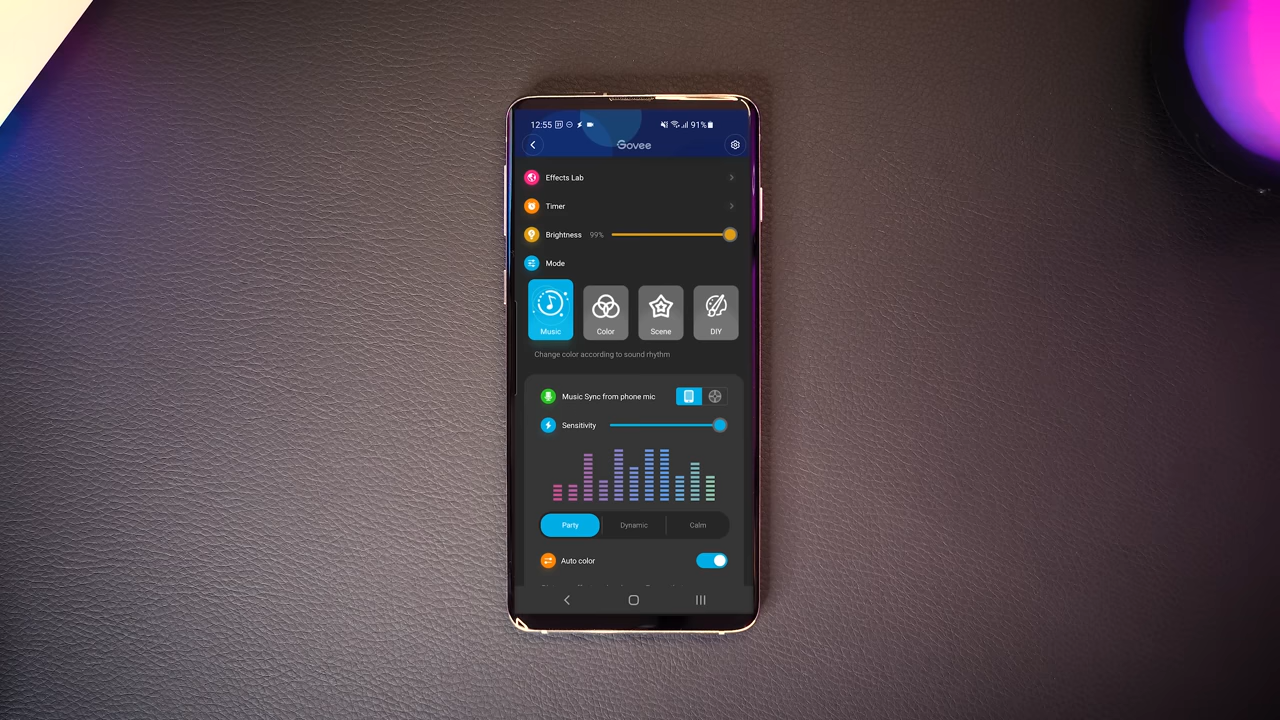 12:55 31 91%
Govee
Effects Lab
Timer
Brightness 99%
Mode
Music Color Scene DIY
Change color according to sound rhythm
Music Sync from phone mic
Sensitivity
Party Dynamic Calm
Auto color